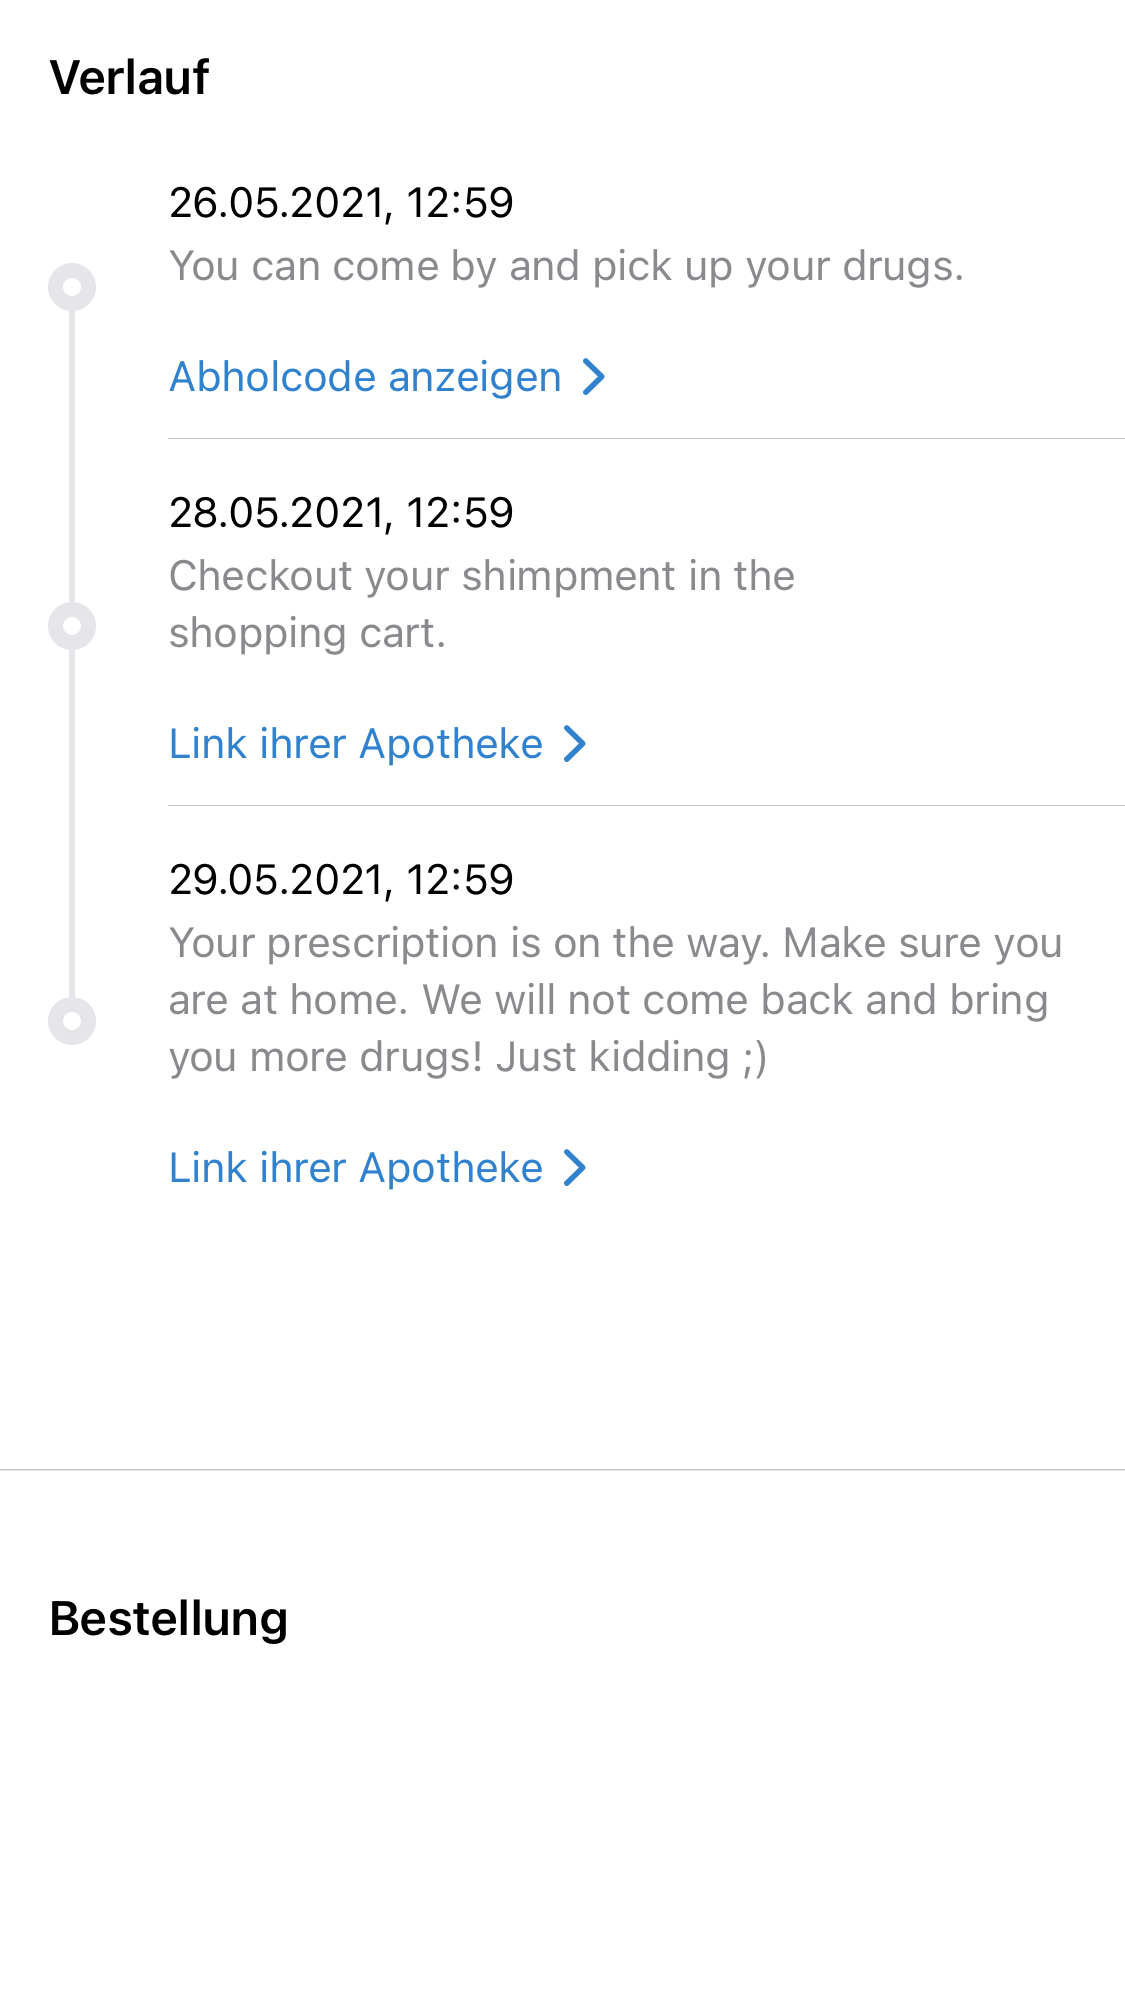 Verlauf
26.05.2021, 12:59
You can come by and pick up your drugs.
Abholcode anzeigen
28.05.2021, 12:59
Checkout your shimpment in the
shopping cart.
Link ihrer Apotheke
29.05.2021, 12:59
Your prescription is on the way. Make sure you
are at home. We will not come back and bring
you more drugs! Just kidding ;)
Link ihrer Apotheke
Bestellung